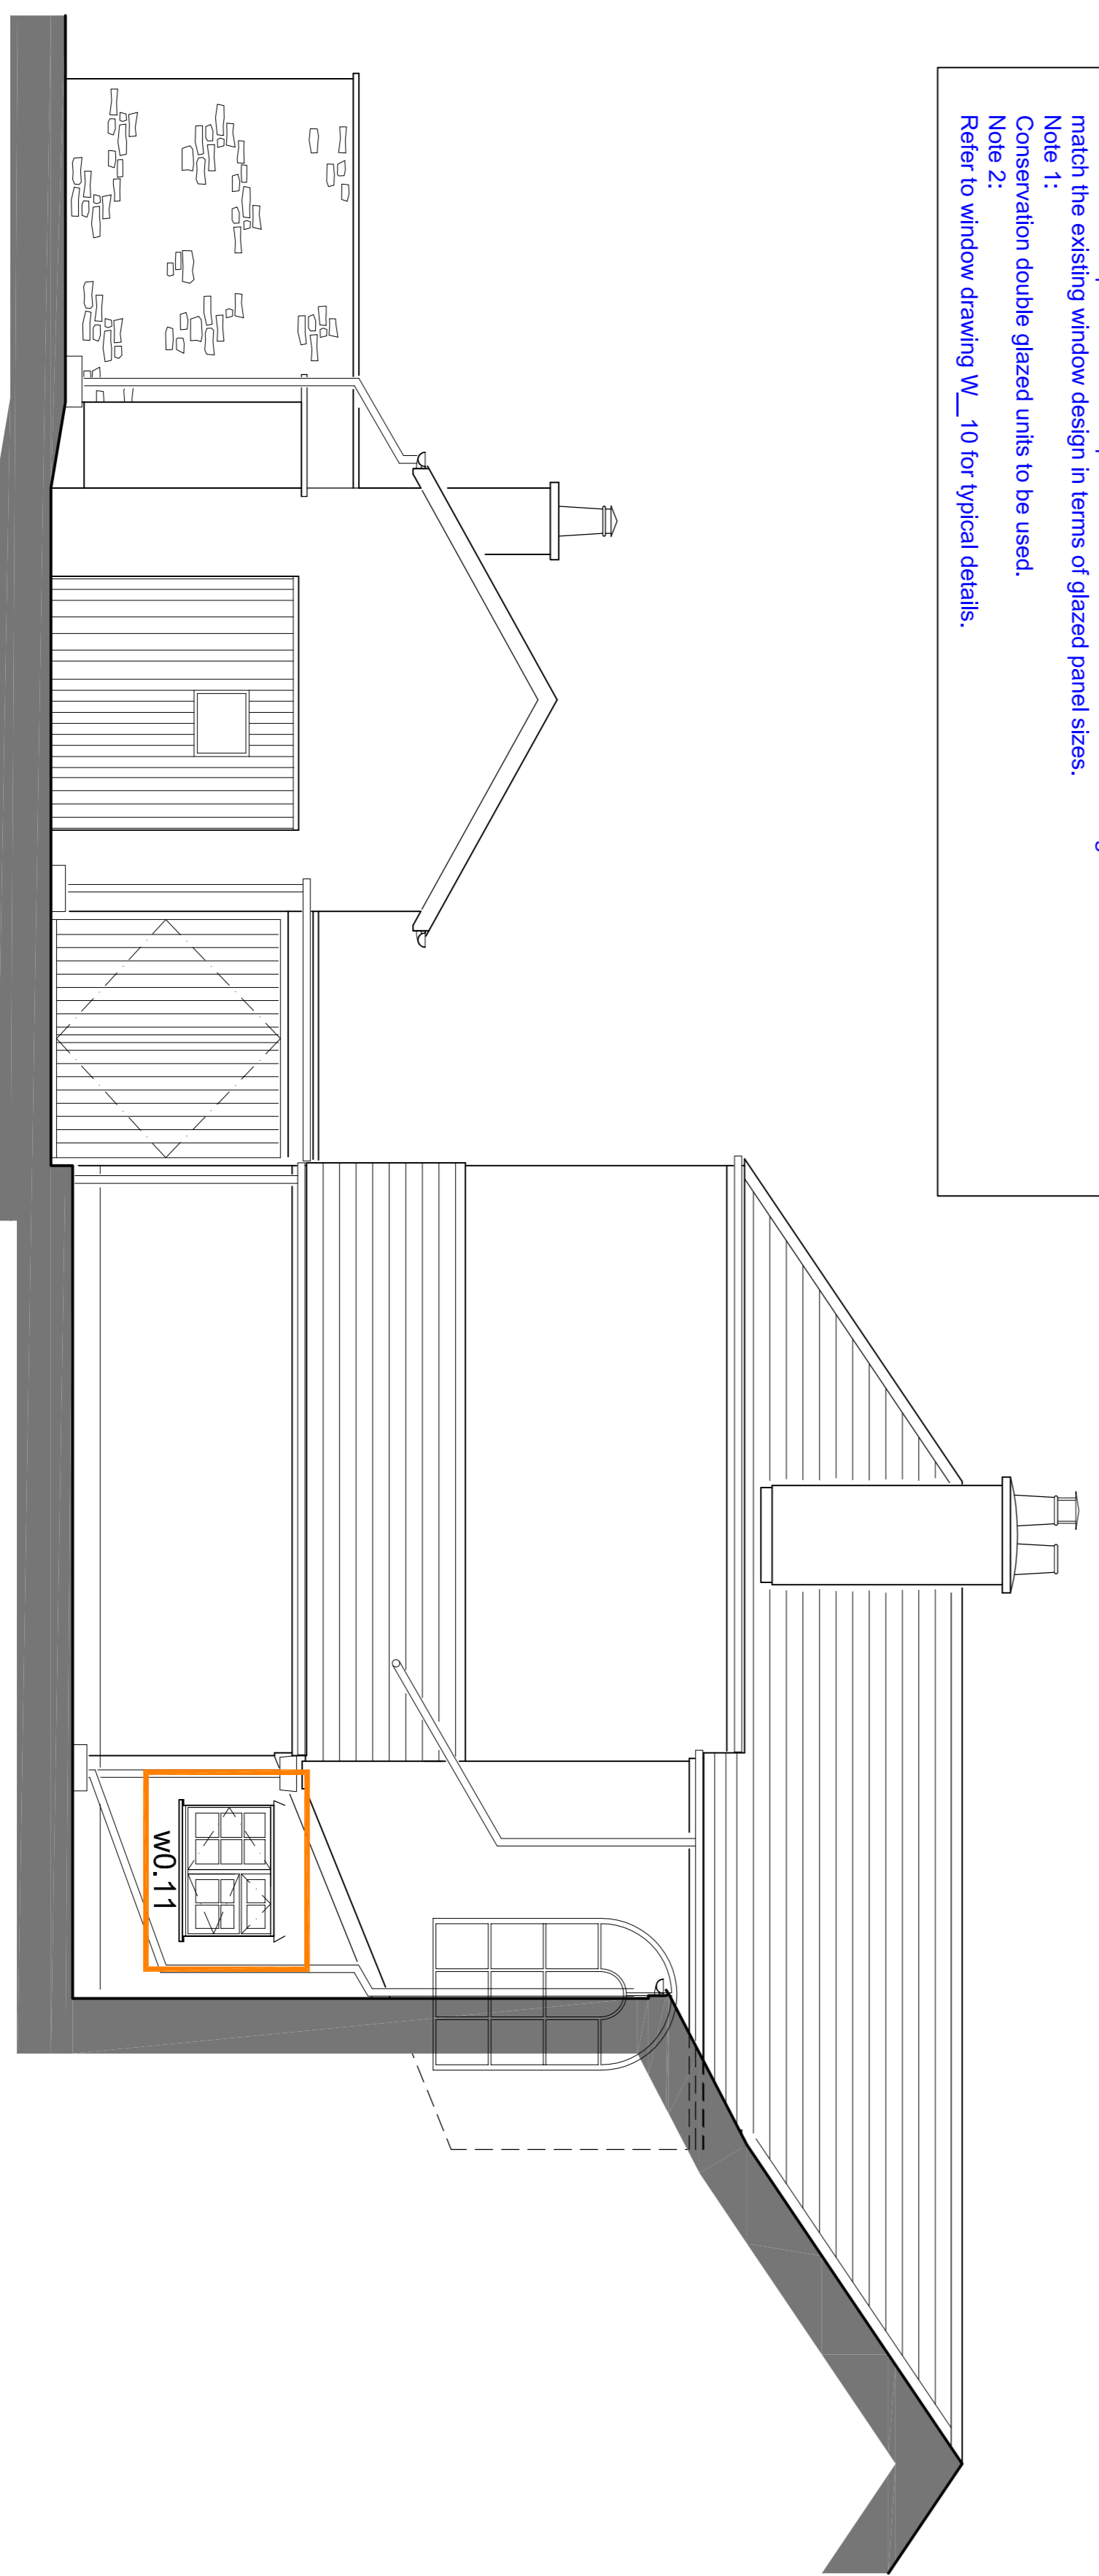 match the existing window design in terms of glazed panel sizes.
Note 1:
Conservation double glazed units to be used.
Note 2:
Refer to window drawing W__10 for typical details.
w0.11